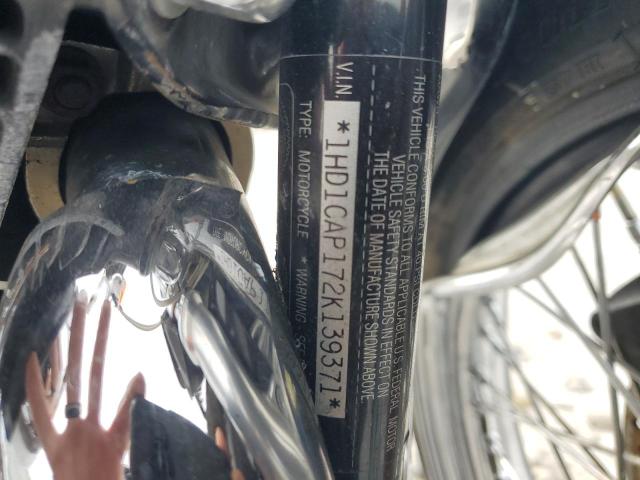 THIS VEHICLE CONFORMS TO ALL APPLICABLE U.S. FEDERAL MOTOR
VEHICLE SAFETY STANDARDS IN EFFECT ON
THE DATE OF MANUFACTURE SHOWN ABOVE.
V.I.N. *1HD1CAP172K139371*
TYPE: MOTORCYCLE * WARNING